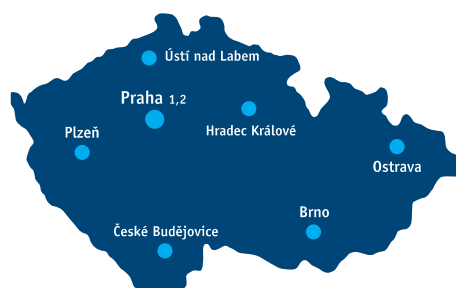 Ústí nad Labem
Praha 1,2
Hradec Králové
Plzeň
Ostrava
Brno
České Budějovice